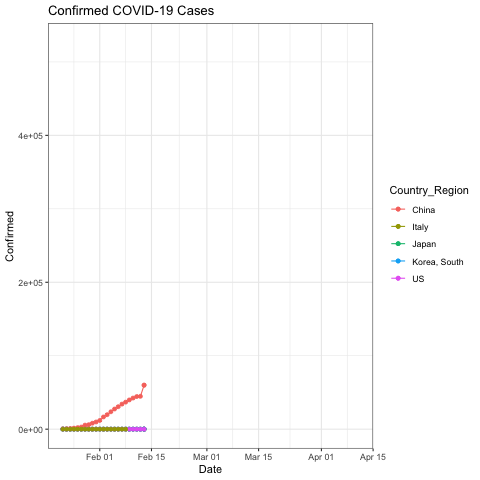 Confirmed COVID-19 Cases
4e+05
2e+05
0e+00
Confirmed
Feb 01
Feb 15
Mar 01
Mar 15
Apr 01
Apr 15
Date
Country_Region
China
Italy
Japan
Korea, South
US